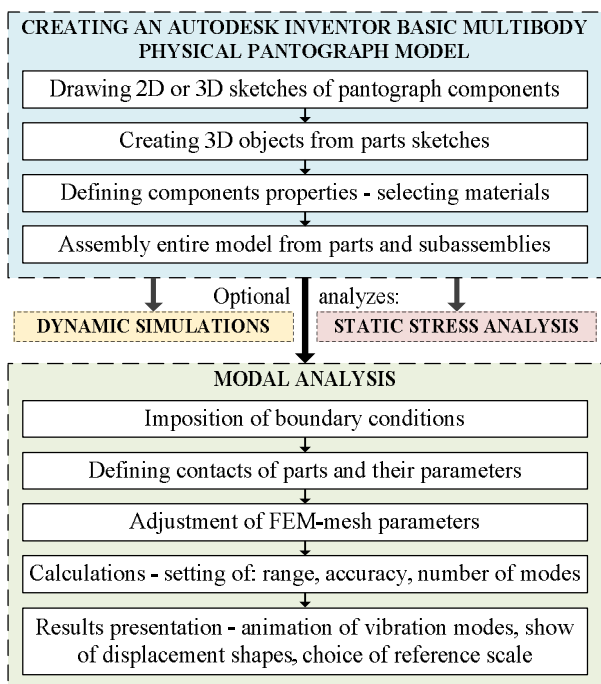 CREATING AN AUTODESK INVENTOR BASIC MULTIBODY
PHYSICAL PANTOGRAPH MODEL
Drawing 2D or 3D sketches of pantograph components
Creating 3D objects from parts sketches
Defining components properties - selecting materials
Assembly entire model from parts and subassemblies
Optional analyzes:
DYNAMIC SIMULATIONS
STATIC STRESS ANALYSIS
MODAL ANALYSIS
Imposition of boundary conditions
Defining contacts of parts and their parameters
Adjustment of FEM-mesh parameters
Calculations - setting of: range, accuracy, number of modes
Results presentation - animation of vibration modes, show
of displacement shapes, choice of reference scale